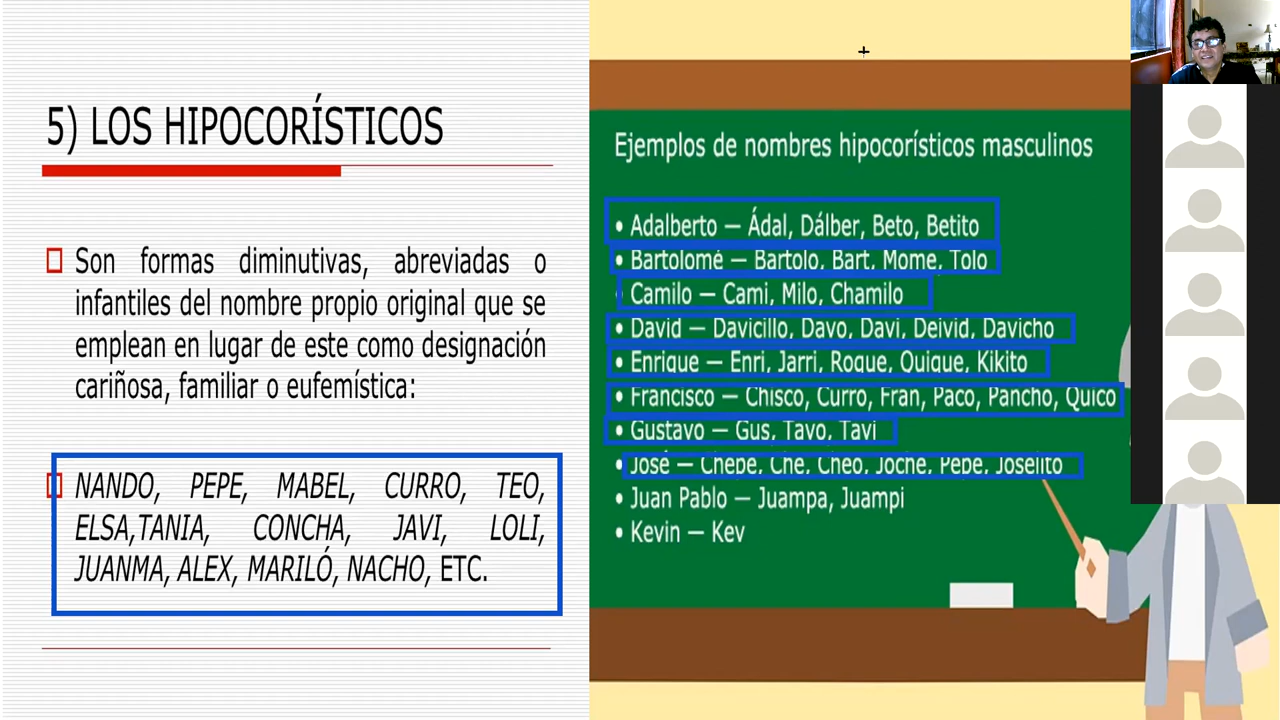 5) LOS HIPOCORÍSTICOS
Son formas diminutivas, abreviadas o
infantiles del nombre propio original que se
emplean en lugar de este como designación
cariñosa, familiar o eufemística:
NANDO, PEPE, MABEL, CURRO, TEO,
ELSA,TANIA, CONCHA, JAVI, LOLI,
JUANMA, ALEX, MARILÓ, NACHO, ETC.
Ejemplos de nombres hipocorísticos masculinos
• Adalberto — Ádal, Dálber, Beto, Betito
• Bartolomé — Bartolo, Bart, Mome, Tolo
• Camilo — Cami, Milo, Chamilo
• David — Davicillo, Davo, Davi, Deivid, Davicho
• Enrique — Enri, Jarri, Roque, Quique, Kikito
• Francisco — Chisco, Curro, Fran, Paco, Pancho, Quico
• Gustavo — Gus, Tavo, Tavi
• José — Chepe, Che, Cheo, Joche, Pepe, Joselito
• Juan Pablo — Juampa, Juampi
• Kevin — Kev